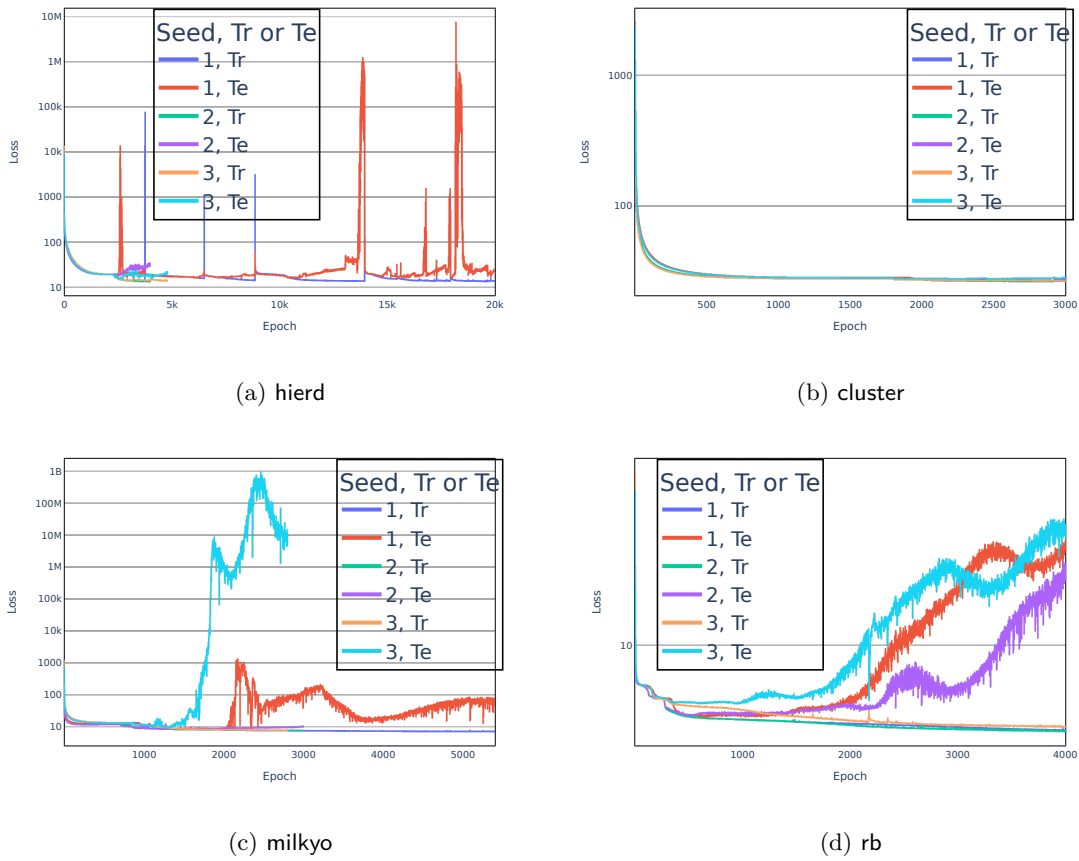 10M
1M
100k
10k
1000
100
10
Loss
0
5k
10k
15k
20k
Epoch
Seed, Tr or Te
1, Tr
1, Te
2, Tr
2, Te
3, Tr
3, Te
(a) hierd
1000
100
Loss
500
1000
1500
2000
2500
3000
Epoch
Seed, Tr or Te
1, Tr
1, Te
2, Tr
2, Te
3, Tr
3, Te
(b) cluster
1B
100M
10M
1M
100k
10k
1000
100
10
Loss
1000
2000
3000
4000
5000
Epoch
Seed, Tr or Te
1, Tr
1, Te
2, Tr
2, Te
3, Tr
3, Te
(c) milkyo
10
Loss
1000
2000
3000
4000
Epoch
Seed, Tr or Te
1, Tr
1, Te
2, Tr
2, Te
3, Tr
3, Te
(d) rb